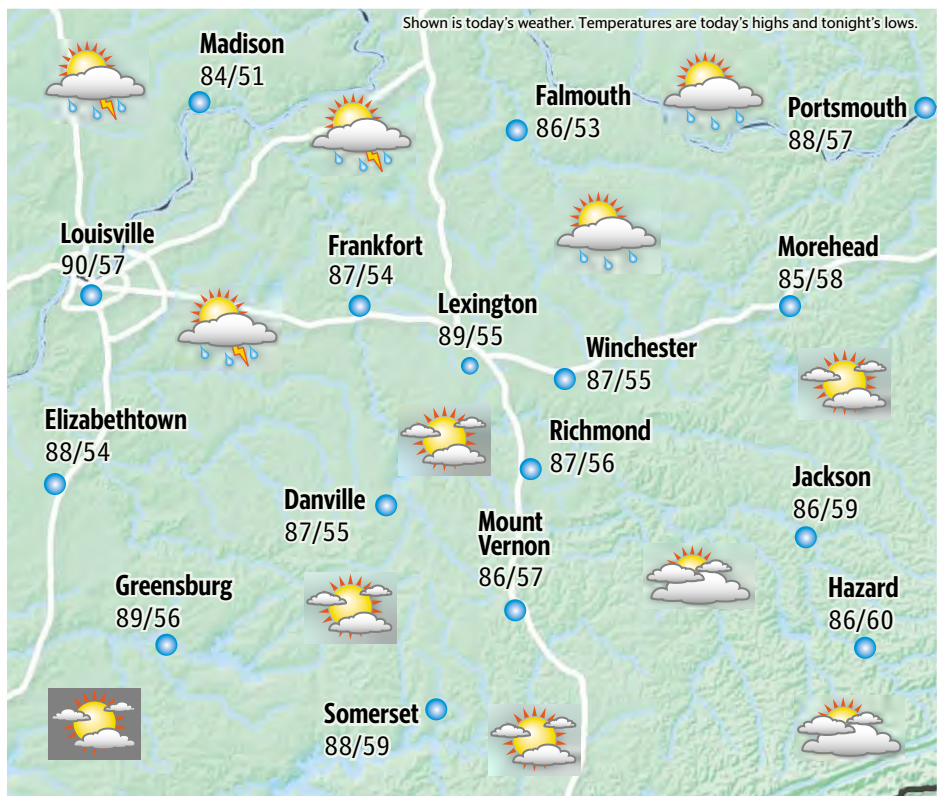 Shown is today's weather. Temperatures are today's highs and tonight's lows.
Madison
84/51
Falmouth
86/53
Portsmouth
88/57
Louisville
90/57
Frankfort
87/54
Morehead
85/58
Lexington
89/55
Winchester
87/55
Elizabethtown
88/54
Richmond
87/56
Jackson
86/59
Danville
87/55
Mount
Vernon
86/57
Greensburg
89/56
Hazard
86/60
Somerset
88/59